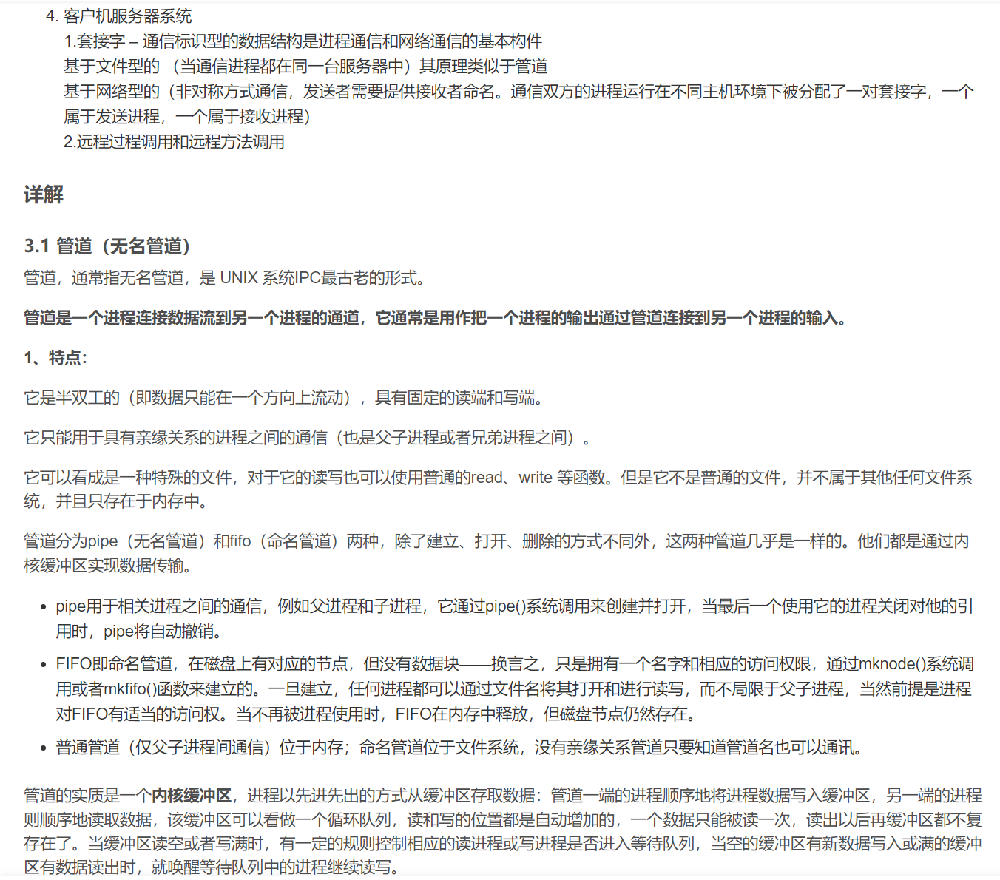 4. 客户机服务器系统
1.套接字 – 通信标识型的数据结构是进程通信和网络通信的基本构件
基于文件型的 （当通信进程都在同一台服务器中）其原理类似于管道
基于网络型的（非对称方式通信，发送者需要提供接收者命名。通信双方的进程运行在不同主机环境下被分配了一对套接字，一个
属于发送进程，一个属于接收进程）
2.远程过程调用和远程方法调用
详解
3.1 管道（无名管道）
管道，通常指无名管道，是 UNIX 系统IPC最古老的形式。
管道是一个进程连接数据流到另一个进程的通道，它通常是用作把一个进程的输出通过管道连接到另一个进程的输入。
1、特点：
它是半双工的（即数据只能在一个方向上流动），具有固定的读端和写端。
它只能用于具有亲缘关系的进程之间的通信（也是父子进程或者兄弟进程之间）。
它可以看成是一种特殊的文件，对于它的读写也可以使用普通的read、write 等函数。但是它不是普通的文件，并不属于其他任何文件系
统，并且只存在于内存中。
管道分为pipe（无名管道）和fifo（命名管道）两种，除了建立、打开、删除的方式不同外，这两种管道几乎是一样的。他们都是通过内
核缓冲区实现数据传输。
• pipe用于相关进程之间的通信，例如父进程和子进程，它通过pipe()系统调用来创建并打开，当最后一个使用它的进程关闭对他的引
用时，pipe将自动撤销。
• FIFO即命名管道，在磁盘上有对应的节点，但没有数据块——换言之，只是拥有一个名字和相应的访问权限，通过mknode()系统调
用或者mkfifo()函数来建立的。一旦建立，任何进程都可以通过文件名将其打开和进行读写，而不局限于父子进程，当然前提是进程
对FIFO有适当的访问权。当不再被进程使用时，FIFO在内存中释放，但磁盘节点仍然存在。
• 普通管道（仅父子进程间通信）位于内存；命名管道位于文件系统，没有亲缘关系管道只要知道管道名也可以通讯。
管道的实质是一个内核缓冲区，进程以先进先出的方式从缓冲区存取数据：管道一端的进程顺序地将进程数据写入缓冲区，另一端的进程
则顺序地读取数据，该缓冲区可以看做一个循环队列，读和写的位置都是自动增加的，一个数据只能被读一次，读出以后再缓冲区都不复
存在了。当缓冲区读空或者写满时，有一定的规则控制相应的读进程或写进程是否进入等待队列，当空的缓冲区有新数据写入或满的缓冲
区有数据读出时，就唤醒等待队列中的进程继续读写。